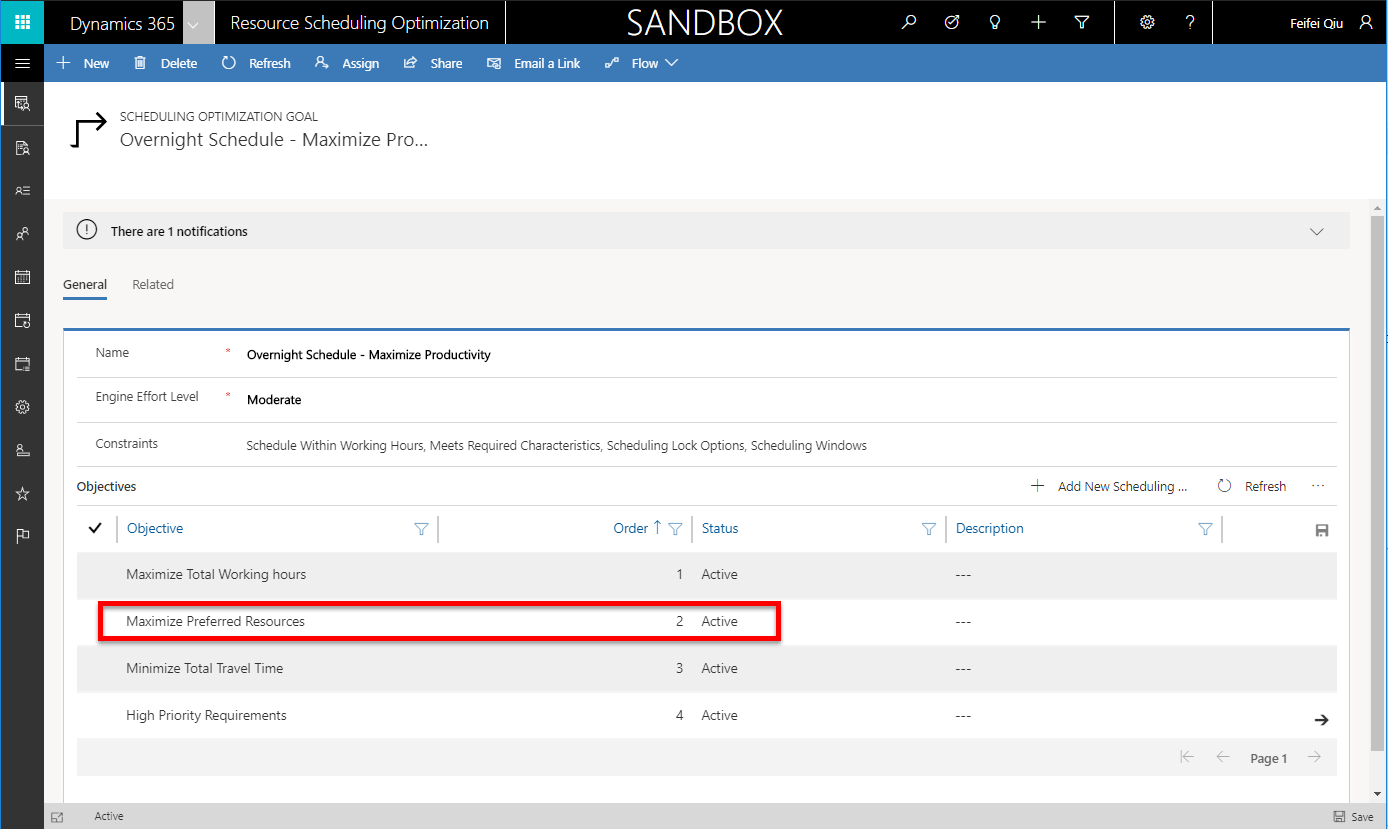 Dynamics 365 Resource Scheduling Optimization SANDBOX ? Feifei Qiu
New Delete Refresh Assign Share Email a Link Flow
SCHEDULING OPTIMIZATION GOAL
Overnight Schedule - Maximize Pro...
There are 1 notifications
General Related
Name * Overnight Schedule - Maximize Productivity
Engine Effort Level * Moderate
Constraints Schedule Within Working Hours, Meets Required Characteristics, Scheduling Lock Options, Scheduling Windows
Objectives Add New Scheduling ... Refresh ...
Objective Order Status Description
Maximize Total Working hours 1 Active ---
Maximize Preferred Resources 2 Active ---
Minimize Total Travel Time 3 Active ---
High Priority Requirements 4 Active ---
Page 1
Active Save